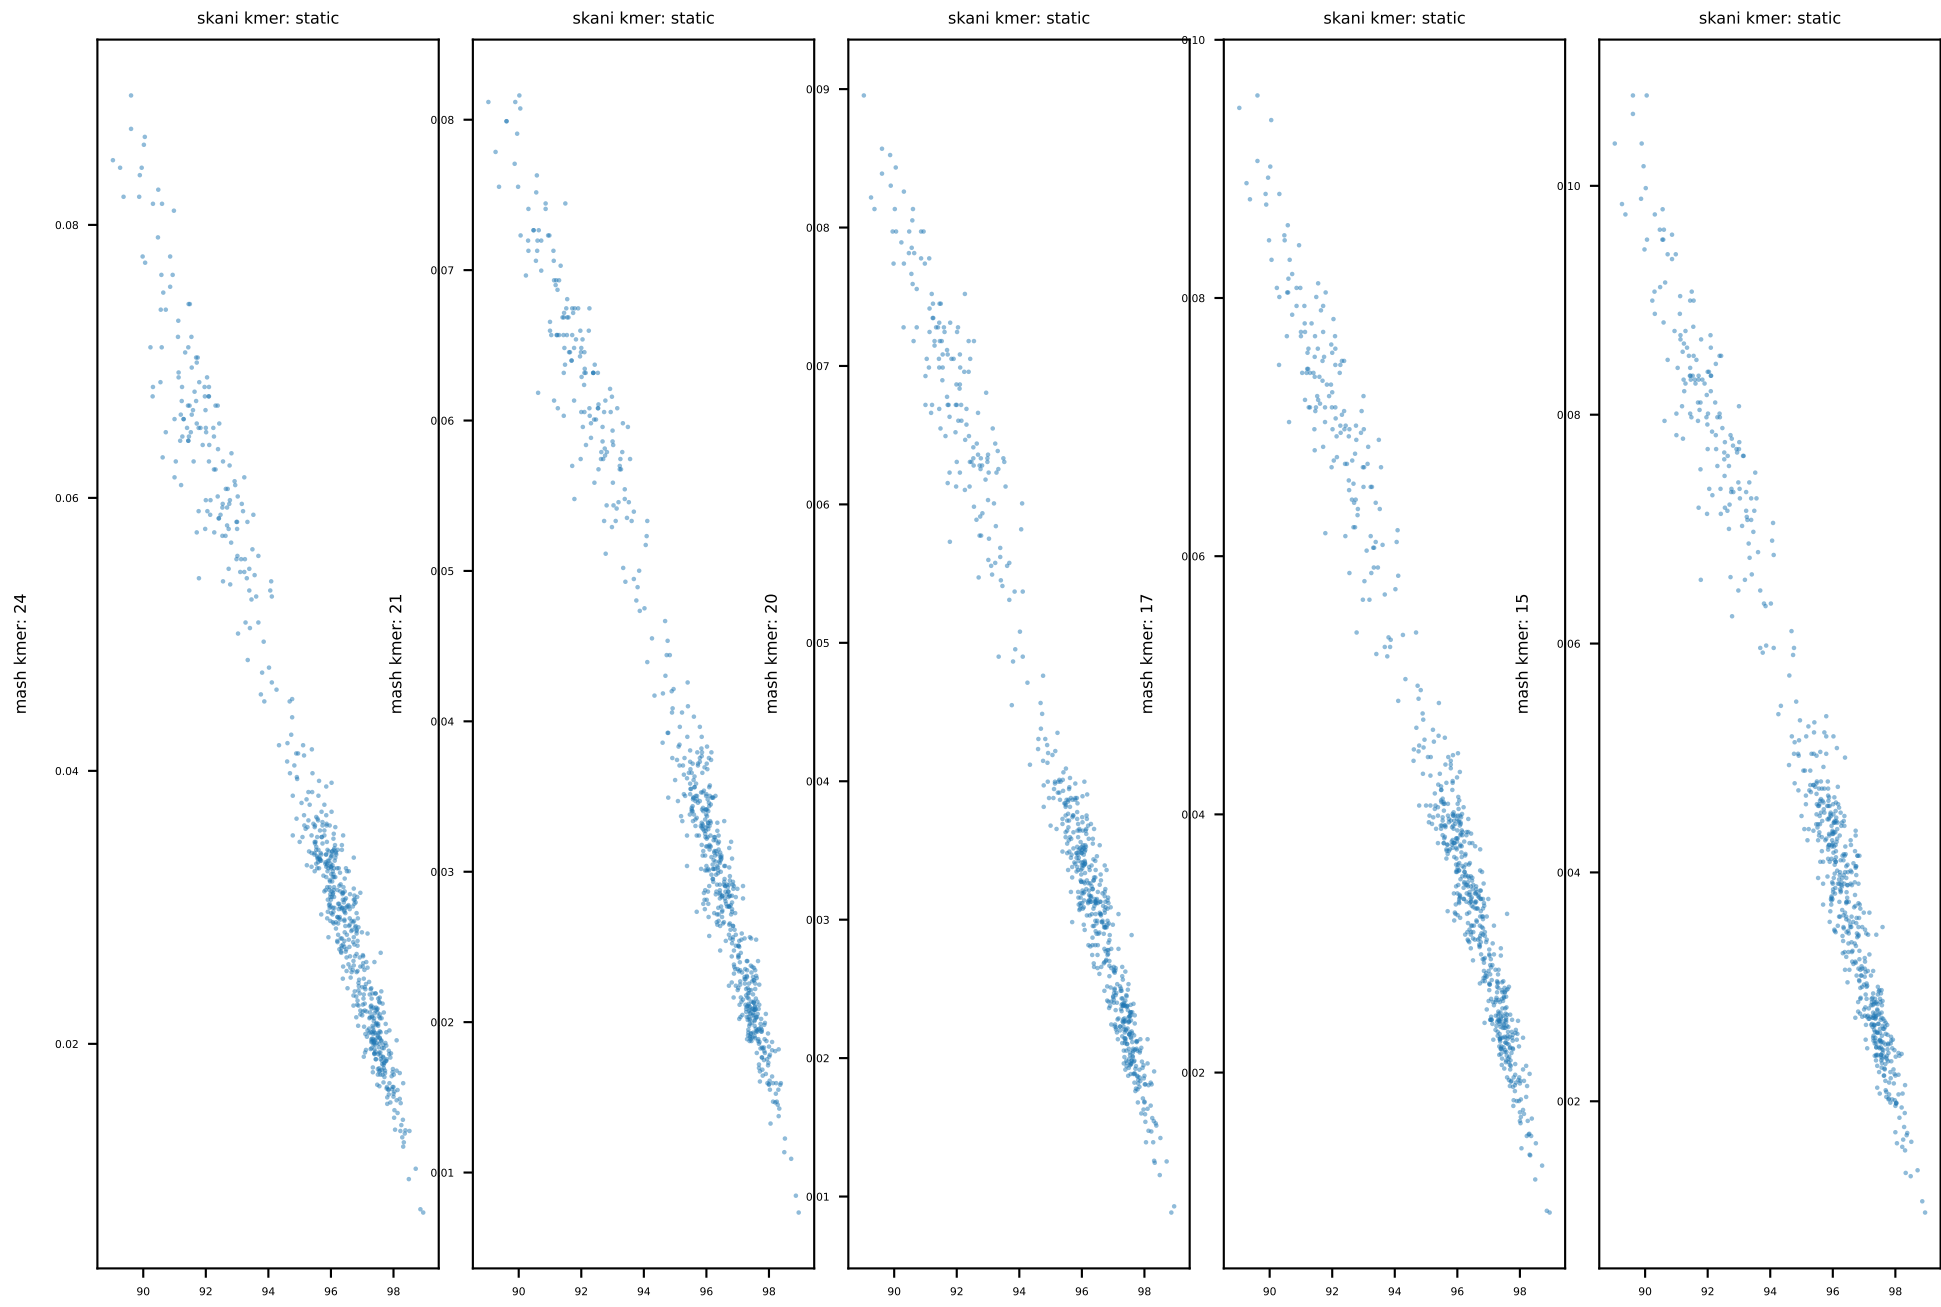 skani kmer: static
skani kmer: static
skani kmer: static
skani kmer: static
skani kmer: static
mash kmer: 24
0.08
0.06
0.04
0.02
90 92 94 96 98
mash kmer: 21
0.08
0.07
0.06
0.05
0.04
0.03
0.02
0.01
90 92 94 96 98
mash kmer: 20
0.09
0.08
0.07
0.06
0.05
0.04
0.03
0.02
0.01
90 92 94 96 98
mash kmer: 17
0.10
0.08
0.06
0.04
0.02
90 92 94 96 98
mash kmer: 15
0.10
0.08
0.06
0.04
0.02
90 92 94 96 98